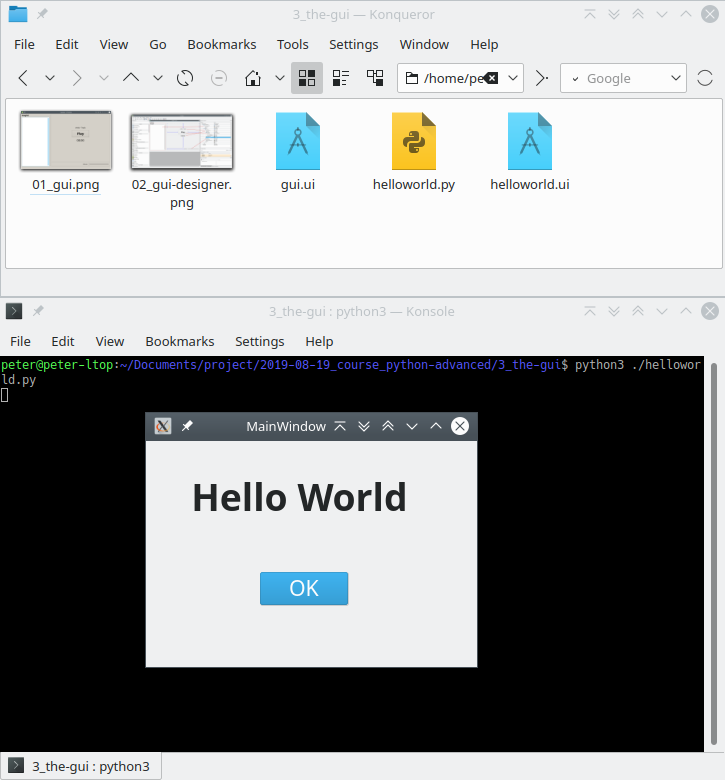 3_the-gui — Konqueror
File Edit View Go Bookmarks Tools Settings Window Help
/home/pe Google
01_gui.png 02_gui-designer.png gui.ui helloworld.py helloworld.ui
3_the-gui : python3 — Konsole
File Edit View Bookmarks Settings Help
peter@peter-ltop:~/Documents/project/2019-08-19_course_python-advanced/3_the-gui$ python3 ./hellowor
ld.py
MainWindow
Hello World
OK
3_the-gui : python3